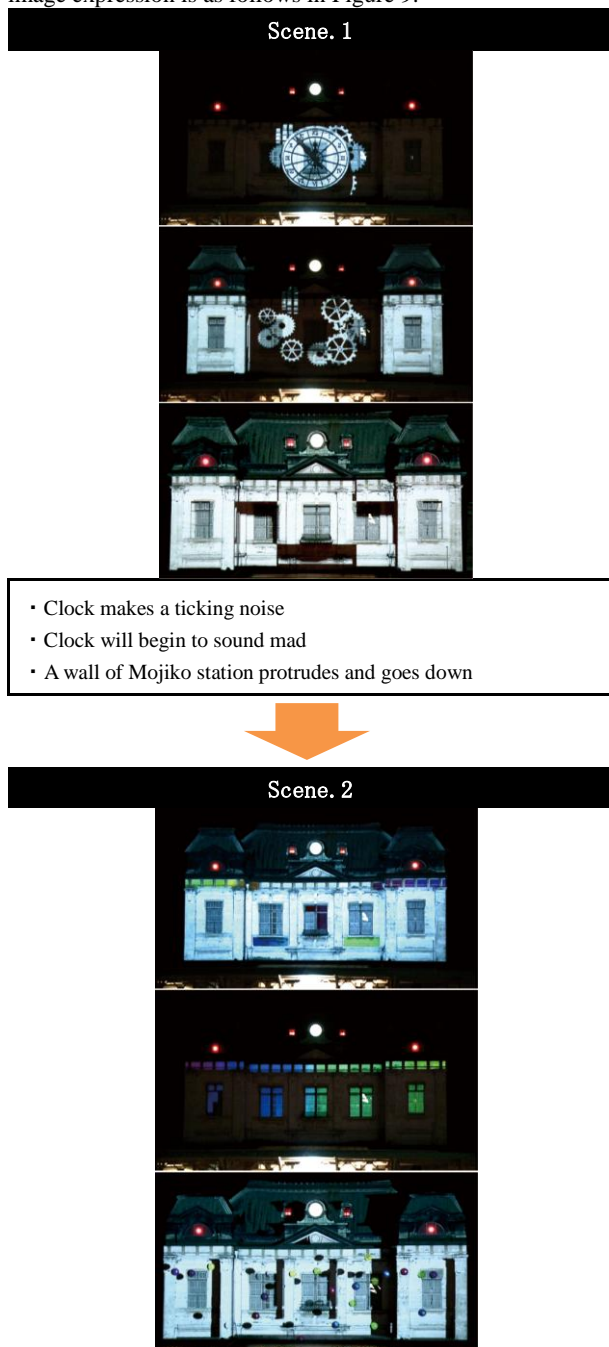 image expression is as follows in Figure 9.
Scene.1
・Clock makes a ticking noise
・Clock will begin to sound mad
・A wall of Mojiko station protrudes and goes down
Scene.2